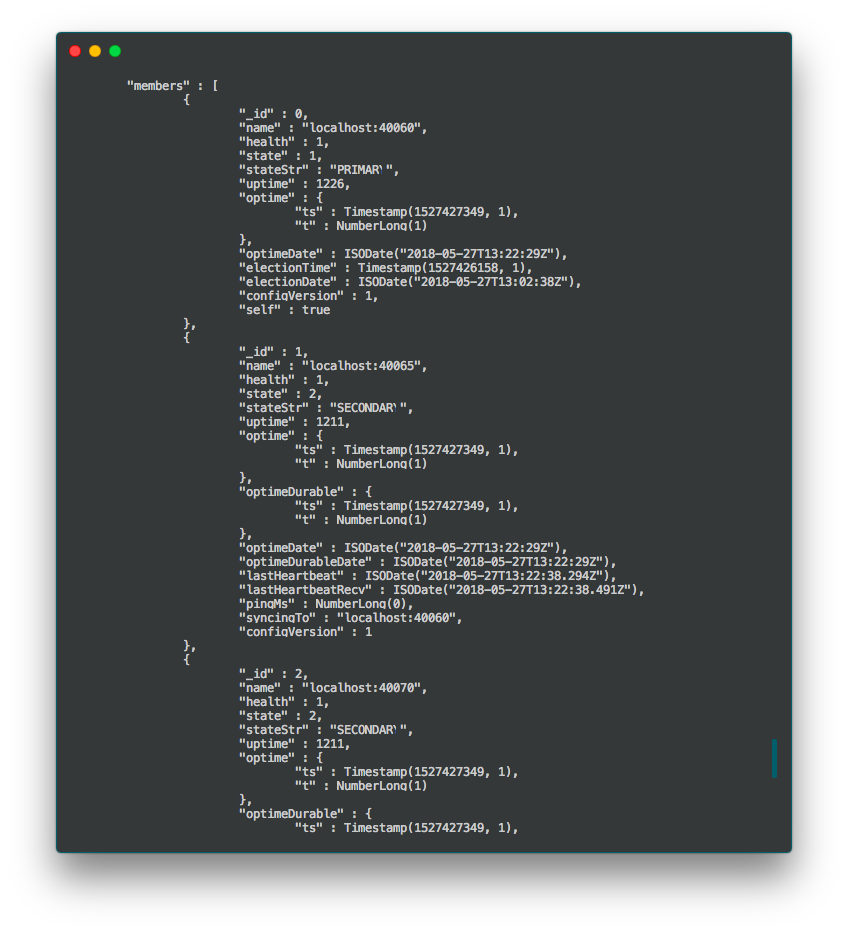 "members" : [
{
"_id" : 0,
"name" : "localhost:40060",
"health" : 1,
"state" : 1,
"stateStr" : "PRIMARY",
"uptime" : 1226,
"optime" : {
"ts" : Timestamp(1527427349, 1),
"t" : NumberLong(1)
},
"optimeDate" : ISODate("2018-05-27T13:22:29Z"),
"electionTime" : Timestamp(1527426158, 1),
"electionDate" : ISODate("2018-05-27T13:02:38Z"),
"configVersion" : 1,
"self" : true
},
{
"_id" : 1,
"name" : "localhost:40065",
"health" : 1,
"state" : 2,
"stateStr" : "SECONDARY",
"uptime" : 1211,
"optime" : {
"ts" : Timestamp(1527427349, 1),
"t" : NumberLong(1)
},
"optimeDurable" : {
"ts" : Timestamp(1527427349, 1),
"t" : NumberLong(1)
},
"optimeDate" : ISODate("2018-05-27T13:22:29Z"),
"optimeDurableDate" : ISODate("2018-05-27T13:22:29Z"),
"lastHeartbeat" : ISODate("2018-05-27T13:22:38.294Z"),
"lastHeartbeatRecv" : ISODate("2018-05-27T13:22:38.491Z"),
"pingMs" : NumberLong(0),
"syncingTo" : "localhost:40060",
"configVersion" : 1
},
{
"_id" : 2,
"name" : "localhost:40070",
"health" : 1,
"state" : 2,
"stateStr" : "SECONDARY",
"uptime" : 1211,
"optime" : {
"ts" : Timestamp(1527427349, 1),
"t" : NumberLong(1)
},
"optimeDurable" : {
"ts" : Timestamp(1527427349, 1),